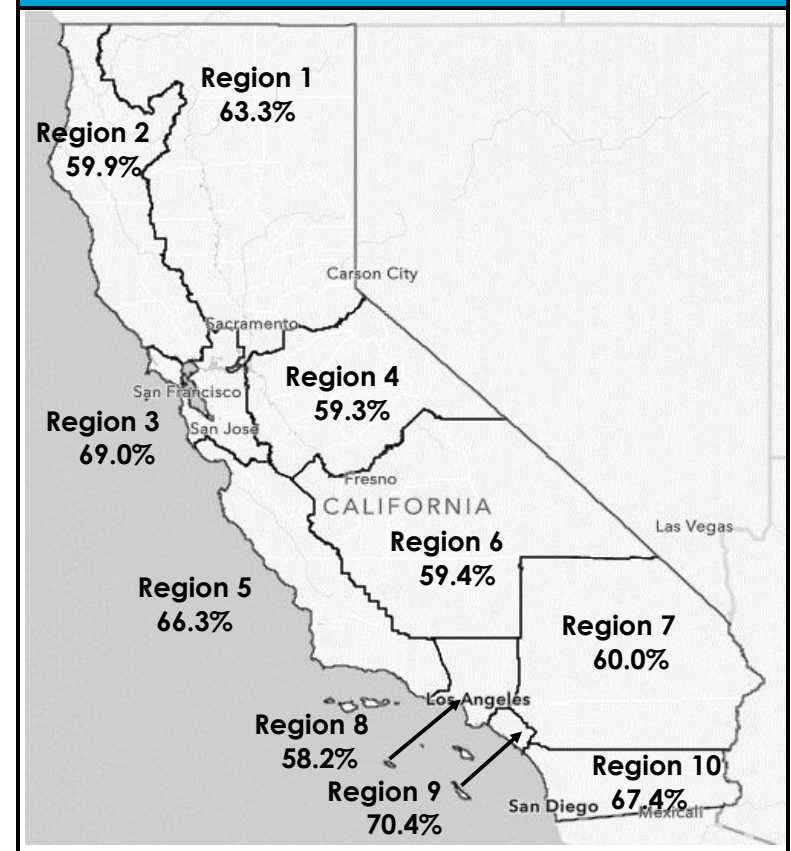 Region 1
63.3%
Region 2
59.9%
Carson City
Sacramento
Region 4
59.3%
San Francisco
Region 3
69.0%
San Jose
Fresno
CALIFORNIA
Las Vegas
Region 6
59.4%
Region 5
66.3%
Region 7
60.0%
Los Angeles
Region 8
58.2%
Region 9
70.4%
Region 10
67.4%
San Diego
Mexicali